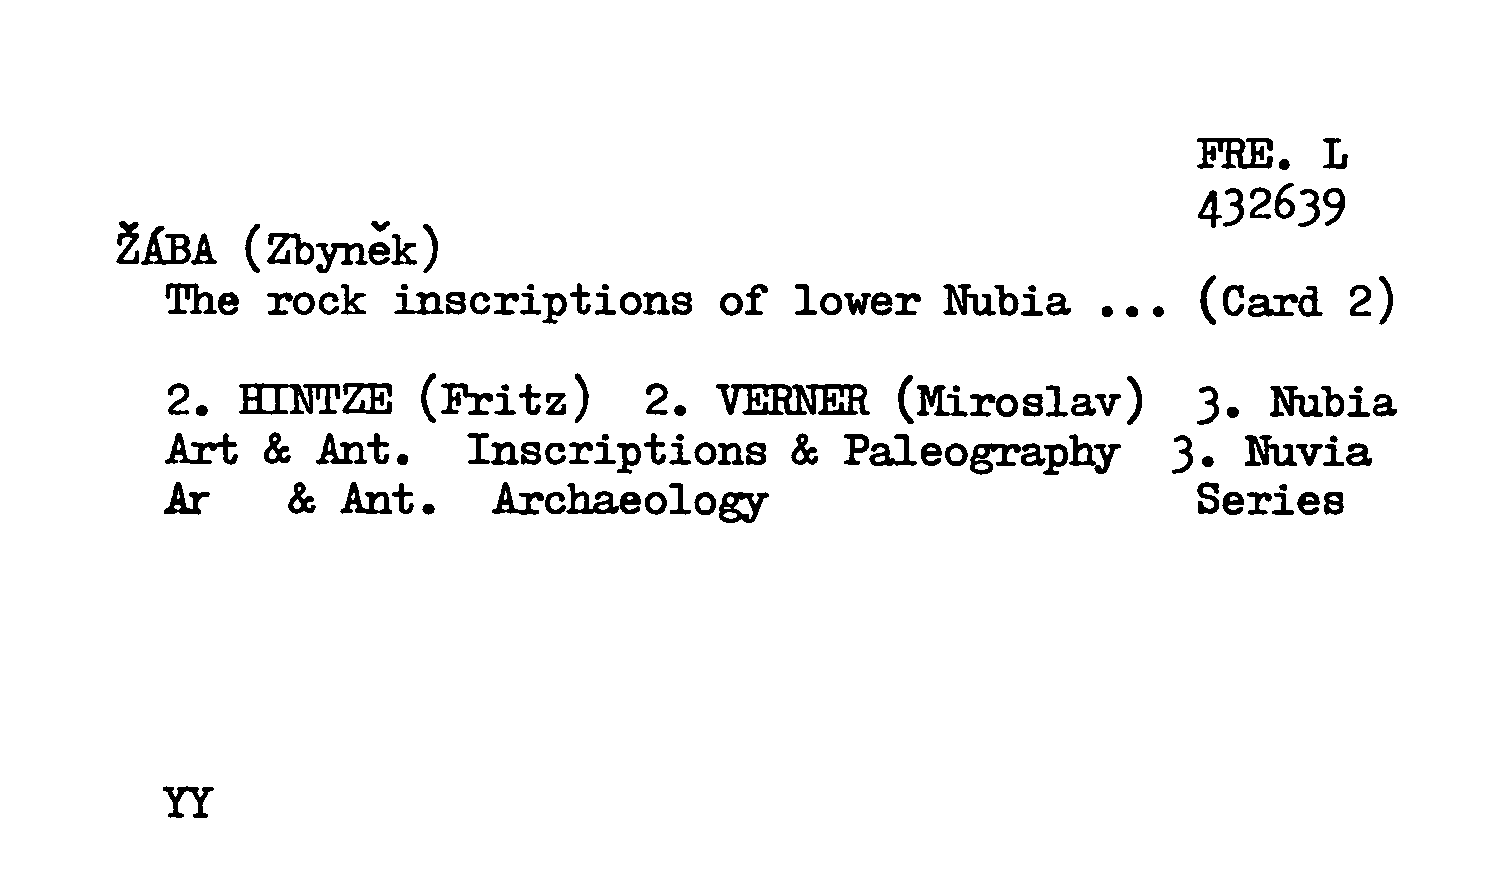 FRE. L
432639
ŽÁBA (Zbyněk)
The rock inscriptions of lower Nubia ... (Card 2)
2. HINTZE (Fritz) 2. VERNER (Miroslav) 3. Nubia
Art & Ant. Inscriptions & Paleography 3. Nuvia
Ar & Ant. Archaeology Series
YY